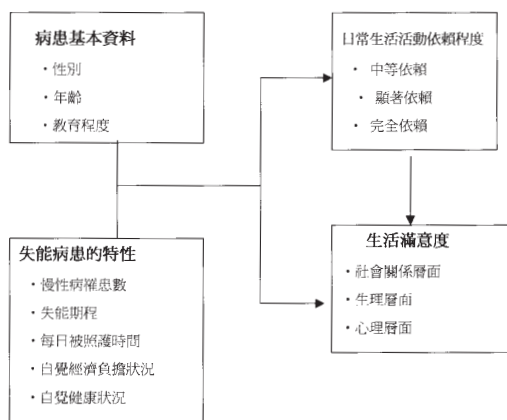 病患基本資料
・性別
・年齡
・教育程度
失能病患的特性
・慢性病罹患數
・失能期程
・每日被照護時間
・自覺經濟負擔狀況
・自覺健康狀況
日常生活活動依賴程度
・ 中等依賴
・ 顯著依賴
・ 完全依賴
生活滿意度
・社會關係層面
・生理層面
・心理層面